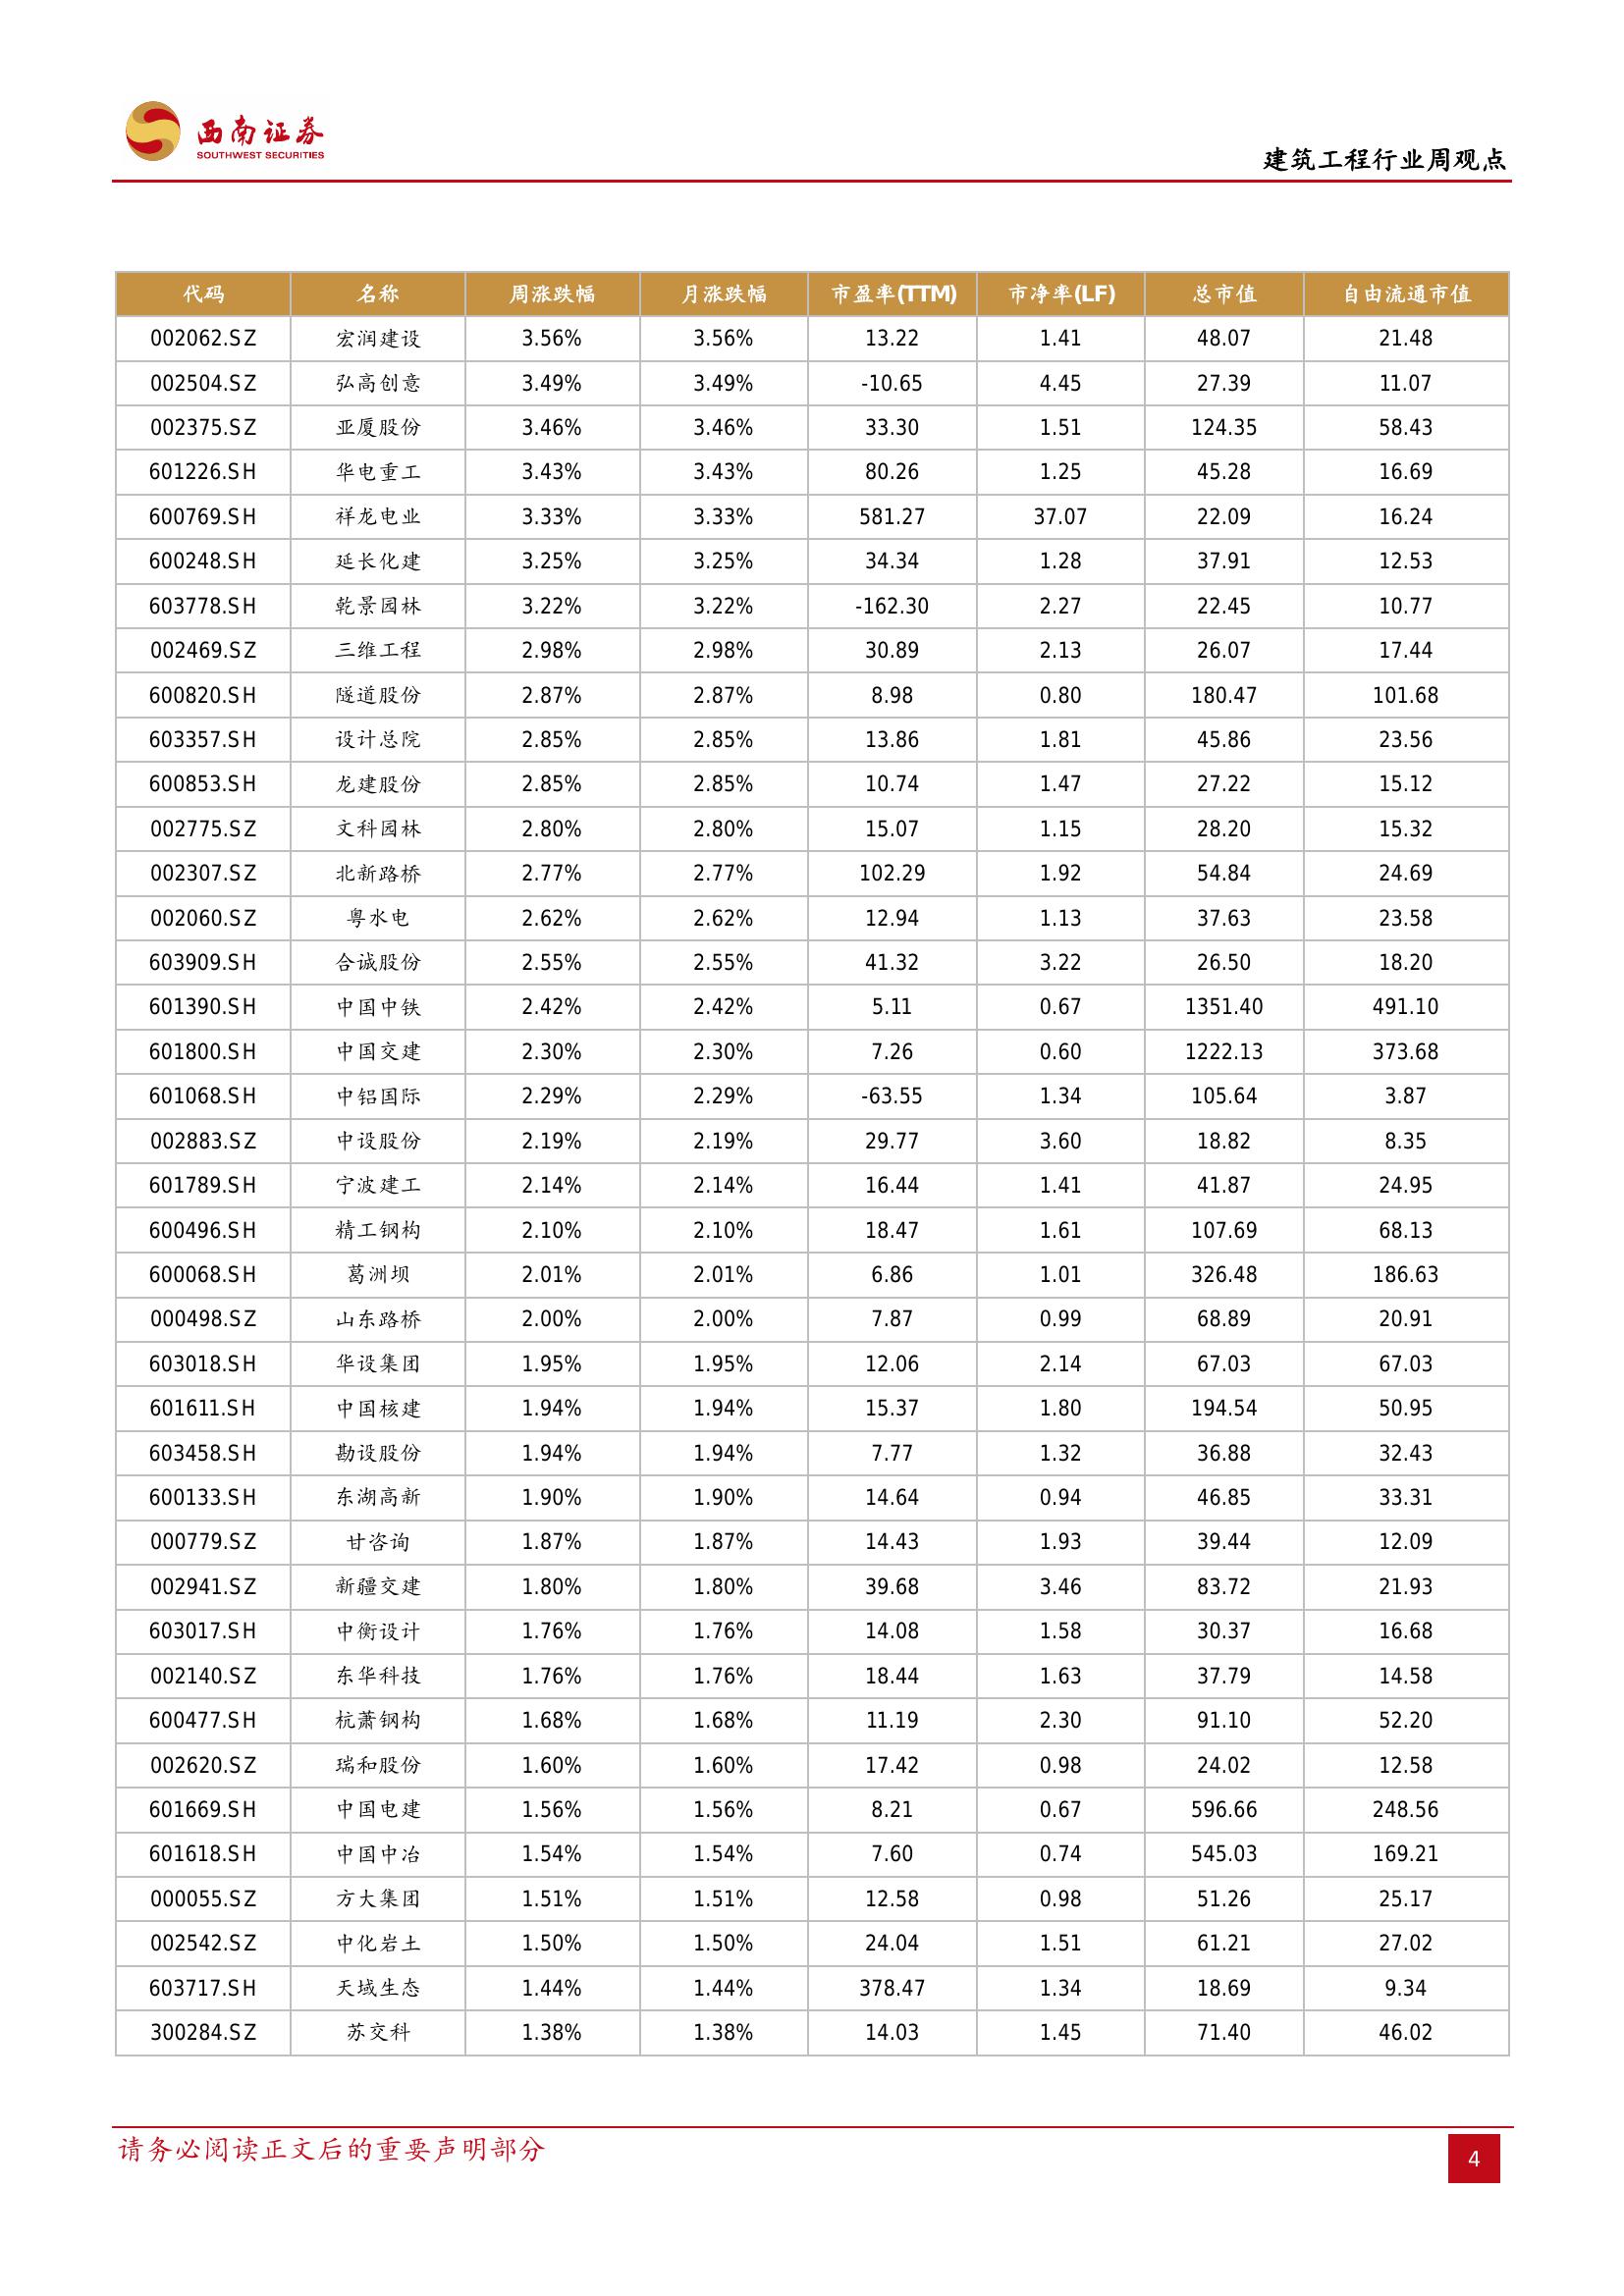 西南证券
SOUTHWEST SECURITIES
建筑工程行业周观点
代码 名称 周涨跌幅 月涨跌幅 市盈率(TTM) 市净率(LF) 总市值 自由流通市值
002062.SZ 宏润建设 3.56% 3.56% 13.22 1.41 48.07 21.48
002504.SZ 弘高创意 3.49% 3.49% -10.65 4.45 27.39 11.07
002375.SZ 亚厦股份 3.46% 3.46% 33.30 1.51 124.35 58.43
601226.SH 华电重工 3.43% 3.43% 80.26 1.25 45.28 16.69
600769.SH 祥龙电业 3.33% 3.33% 581.27 37.07 22.09 16.24
600248.SH 延长化建 3.25% 3.25% 34.34 1.28 37.91 12.53
603778.SH 乾景园林 3.22% 3.22% -162.30 2.27 22.45 10.77
002469.SZ 三维工程 2.98% 2.98% 30.89 2.13 26.07 17.44
600820.SH 隧道股份 2.87% 2.87% 8.98 0.80 180.47 101.68
603357.SH 设计总院 2.85% 2.85% 13.86 1.81 45.86 23.56
600853.SH 龙建股份 2.85% 2.85% 10.74 1.47 27.22 15.12
002775.SZ 文科园林 2.80% 2.80% 15.07 1.15 28.20 15.32
002307.SZ 北新路桥 2.77% 2.77% 102.29 1.92 54.84 24.69
002060.SZ 粤水电 2.62% 2.62% 12.94 1.13 37.63 23.58
603909.SH 合诚股份 2.55% 2.55% 41.32 3.22 26.50 18.20
601390.SH 中国中铁 2.42% 2.42% 5.11 0.67 1351.40 491.10
601800.SH 中国交建 2.30% 2.30% 7.26 0.60 1222.13 373.68
601068.SH 中铝国际 2.29% 2.29% -63.55 1.34 105.64 3.87
002883.SZ 中设股份 2.19% 2.19% 29.77 3.60 18.82 8.35
601789.SH 宁波建工 2.14% 2.14% 16.44 1.41 41.87 24.95
600496.SH 精工钢构 2.10% 2.10% 18.47 1.61 107.69 68.13
600068.SH 葛洲坝 2.01% 2.01% 6.86 1.01 326.48 186.63
000498.SZ 山东路桥 2.00% 2.00% 7.87 0.99 68.89 20.91
603018.SH 华设集团 1.95% 1.95% 12.06 2.14 67.03 67.03
601611.SH 中国核建 1.94% 1.94% 15.37 1.80 194.54 50.95
603458.SH 勘设股份 1.94% 1.94% 7.77 1.32 36.88 32.43
600133.SH 东湖高新 1.90% 1.90% 14.64 0.94 46.85 33.31
000779.SZ 甘咨询 1.87% 1.87% 14.43 1.93 39.44 12.09
002941.SZ 新疆交建 1.80% 1.80% 39.68 3.46 83.72 21.93
603017.SH 中衡设计 1.76% 1.76% 14.08 1.58 30.37 16.68
002140.SZ 东华科技 1.76% 1.76% 18.44 1.63 37.79 14.58
600477.SH 杭萧钢构 1.68% 1.68% 11.19 2.30 91.10 52.20
002620.SZ 瑞和股份 1.60% 1.60% 17.42 0.98 24.02 12.58
601669.SH 中国电建 1.56% 1.56% 8.21 0.67 596.66 248.56
601618.SH 中国中冶 1.54% 1.54% 7.60 0.74 545.03 169.21
000055.SZ 方大集团 1.51% 1.51% 12.58 0.98 51.26 25.17
002542.SZ 中化岩土 1.50% 1.50% 24.04 1.51 61.21 27.02
603717.SH 天域生态 1.44% 1.44% 378.47 1.34 18.69 9.34
300284.SZ 苏交科 1.38% 1.38% 14.03 1.45 71.40 46.02
请务必阅读正文后的重要声明部分
4